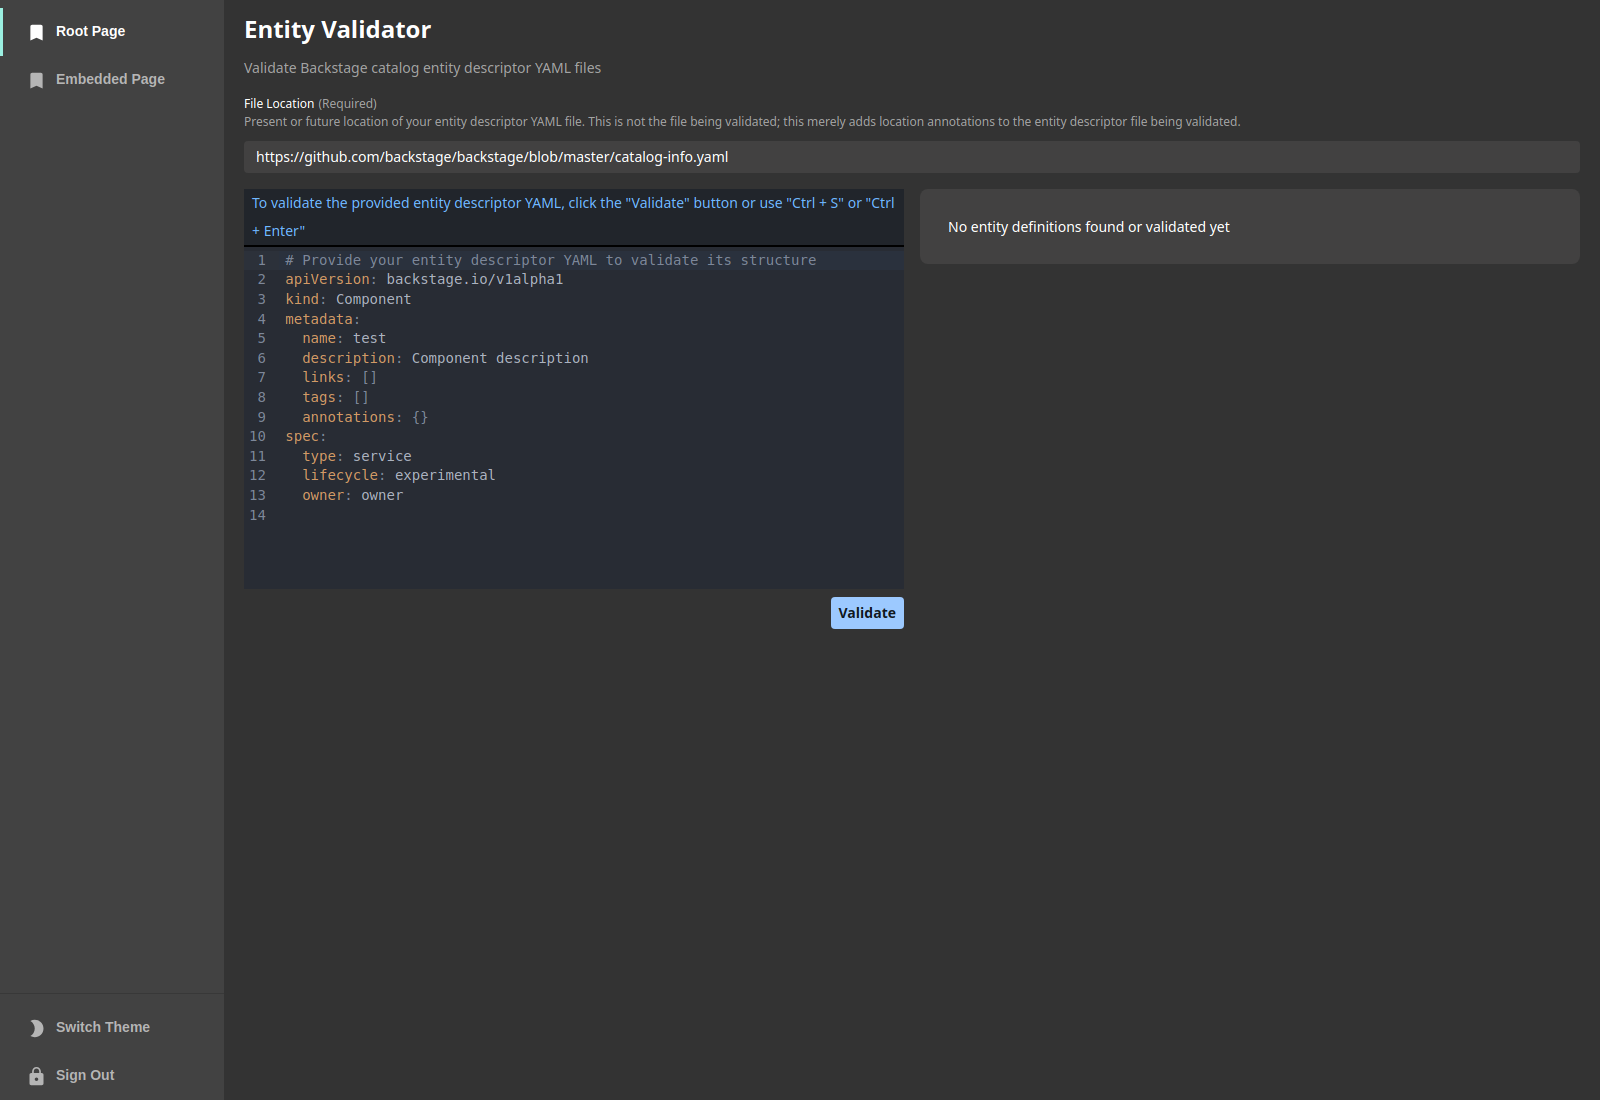 Root Page
Embedded Page
Switch Theme
Sign Out
Entity Validator
Validate Backstage catalog entity descriptor YAML files
File Location (Required)
Present or future location of your entity descriptor YAML file. This is not the file being validated; this merely adds location annotations to the entity descriptor file being validated.
https://github.com/backstage/backstage/blob/master/catalog-info.yaml
To validate the provided entity descriptor YAML, click the "Validate" button or use "Ctrl + S" or "Ctrl
+ Enter"
1 # Provide your entity descriptor YAML to validate its structure
2 apiVersion: backstage.io/v1alpha1
3 kind: Component
4 metadata:
5   name: test
6   description: Component description
7   links: []
8   tags: []
9   annotations: {}
10 spec:
11   type: service
12   lifecycle: experimental
13   owner: owner
14
Validate
No entity definitions found or validated yet